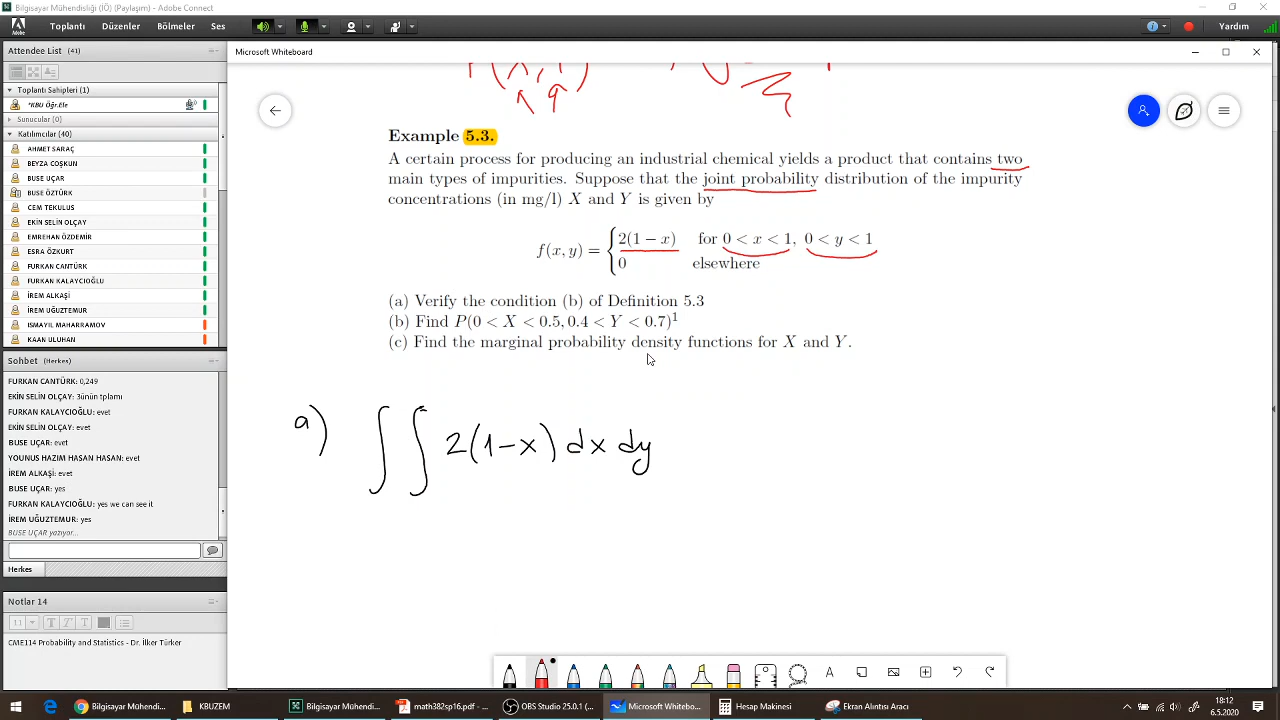 Bilgisayar Mühendisliği (İÖ) (Paylaşım) - Adobe Connect
Adobe
Toplantı Düzenler Bölmeler Ses Yardım
Attendee List (41)
Toplantı Sahipleri (1)
*KBU Öğr.Ele
Sunucular (0)
Katılımcılar (40)
AHMET SARAÇ
BEYZA COŞKUN
BUSE UÇAR
BUSE ÖZTÜRK
CEM TEKULUS
EKİN SELİN OLÇAY
EMREHAN ÖZDEMİR
ESRA ÖZKURT
FURKAN CANTÜRK
FURKAN KALAYCIOĞLU
İREM ALKAŞİ
İREM UĞUZTEMUR
ISMAYIL MAHARRAMOV
KAAN ULUHAN
Sohbet (Herkes)
FURKAN CANTÜRK: 0,249
EKİN SELİN OLÇAY: 3ünün tplamı
FURKAN KALAYCIOĞLU: evet
EKİN SELİN OLÇAY: evet
BUSE UÇAR: evet
YOUNUS HAZIM HASAN HASAN: evet
İREM ALKAŞİ: evet
BUSE UÇAR: yes
FURKAN KALAYCIOĞLU: yes we can see it
İREM UĞUZTEMUR: yes
BUSE UÇAR yazıyor...
Herkes
Notlar 14
11 T T T
CME114 Probability and Statistics - Dr. İlker Türker
Microsoft Whiteboard
Example 5.3.
A certain process for producing an industrial chemical yields a product that contains two
main types of impurities. Suppose that the joint probability distribution of the impurity
concentrations (in mg/l) X and Y is given by
f(x, y) = { 2(1 − x) for 0 < x < 1, 0 < y < 1
0 elsewhere
(a) Verify the condition (b) of Definition 5.3
(b) Find P(0 < X < 0.5, 0.4 < Y < 0.7)¹
(c) Find the marginal probability density functions for X and Y.
a) ∫ ∫ 2(1-x) dx dy
A
Bilgisayar Mühendi...
KBUZEM
Bilgisayar Mühendi...
math382sp16.pdf - ...
OBS Studio 25.0.1 (...
Microsoft Whitebo...
Hesap Makinesi
Ekran Alıntısı Aracı
18:12
6.5.2020